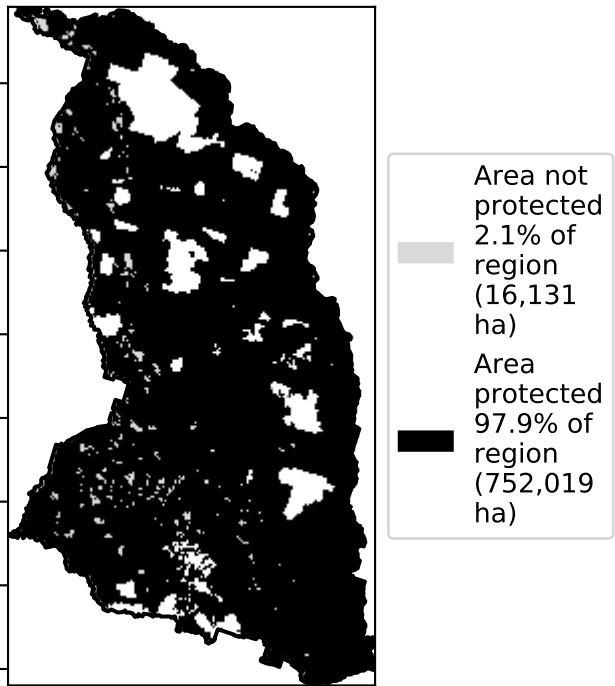 Area not
protected
2.1% of
region
(16,131
ha)
Area
protected
97.9% of
region
(752,019
ha)